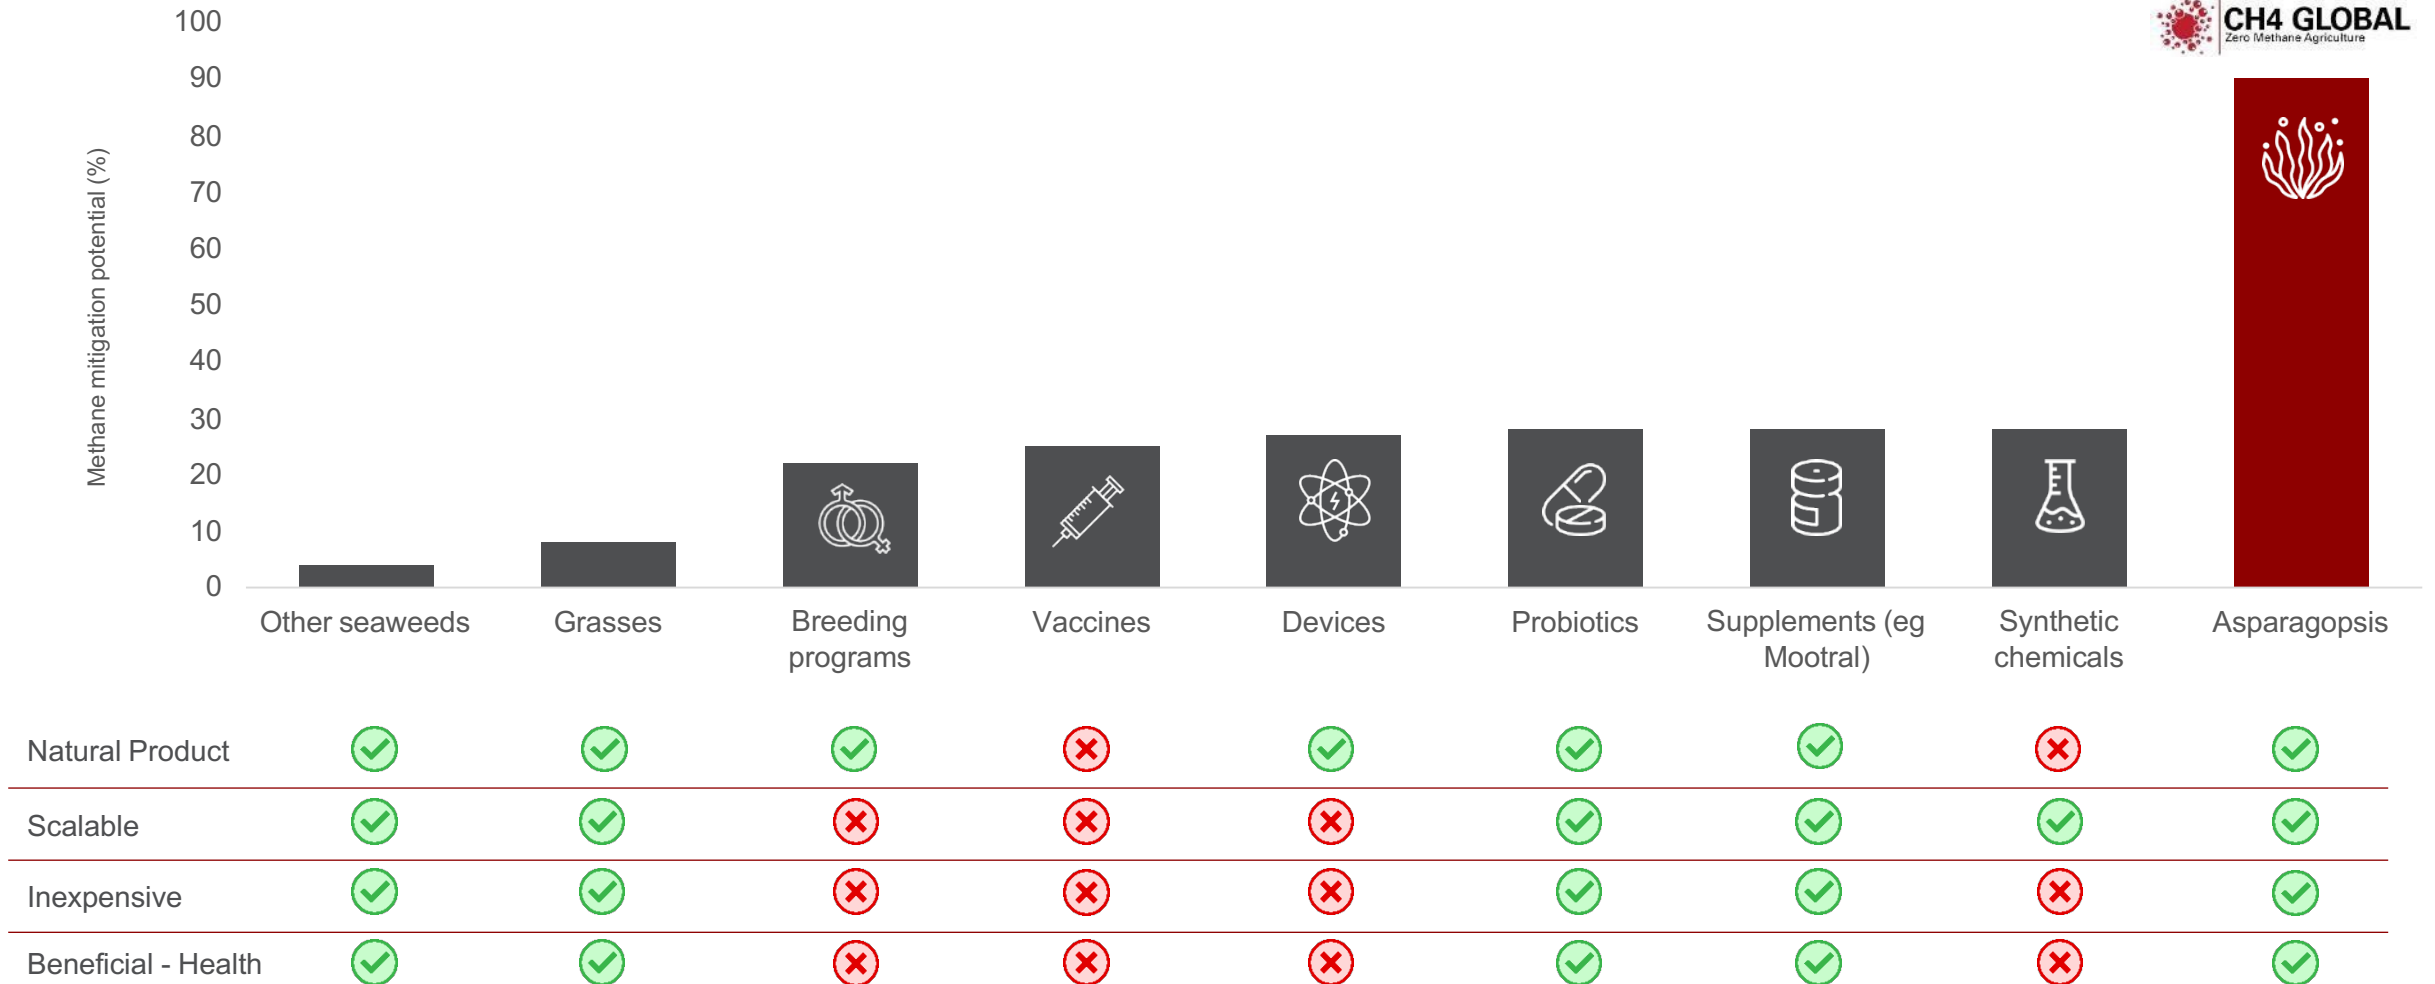 CH4 GLOBAL
Zero Methane Agriculture
Methane mitigation potential (%)
100
90
80
70
60
50
40
30
20
10
0
Other seaweeds
Grasses
Breeding
programs
Vaccines
Devices
Probiotics
Supplements (eg
Mootral)
Synthetic
chemicals
Asparagopsis
Natural Product
Scalable
Inexpensive
Beneficial - Health